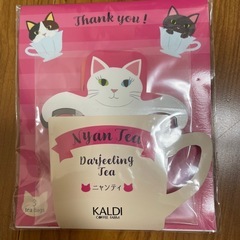 Thank you!
Nyan Tea
Darjeeling
Tea
ニャンティ
KALDI
COFFEE FARM